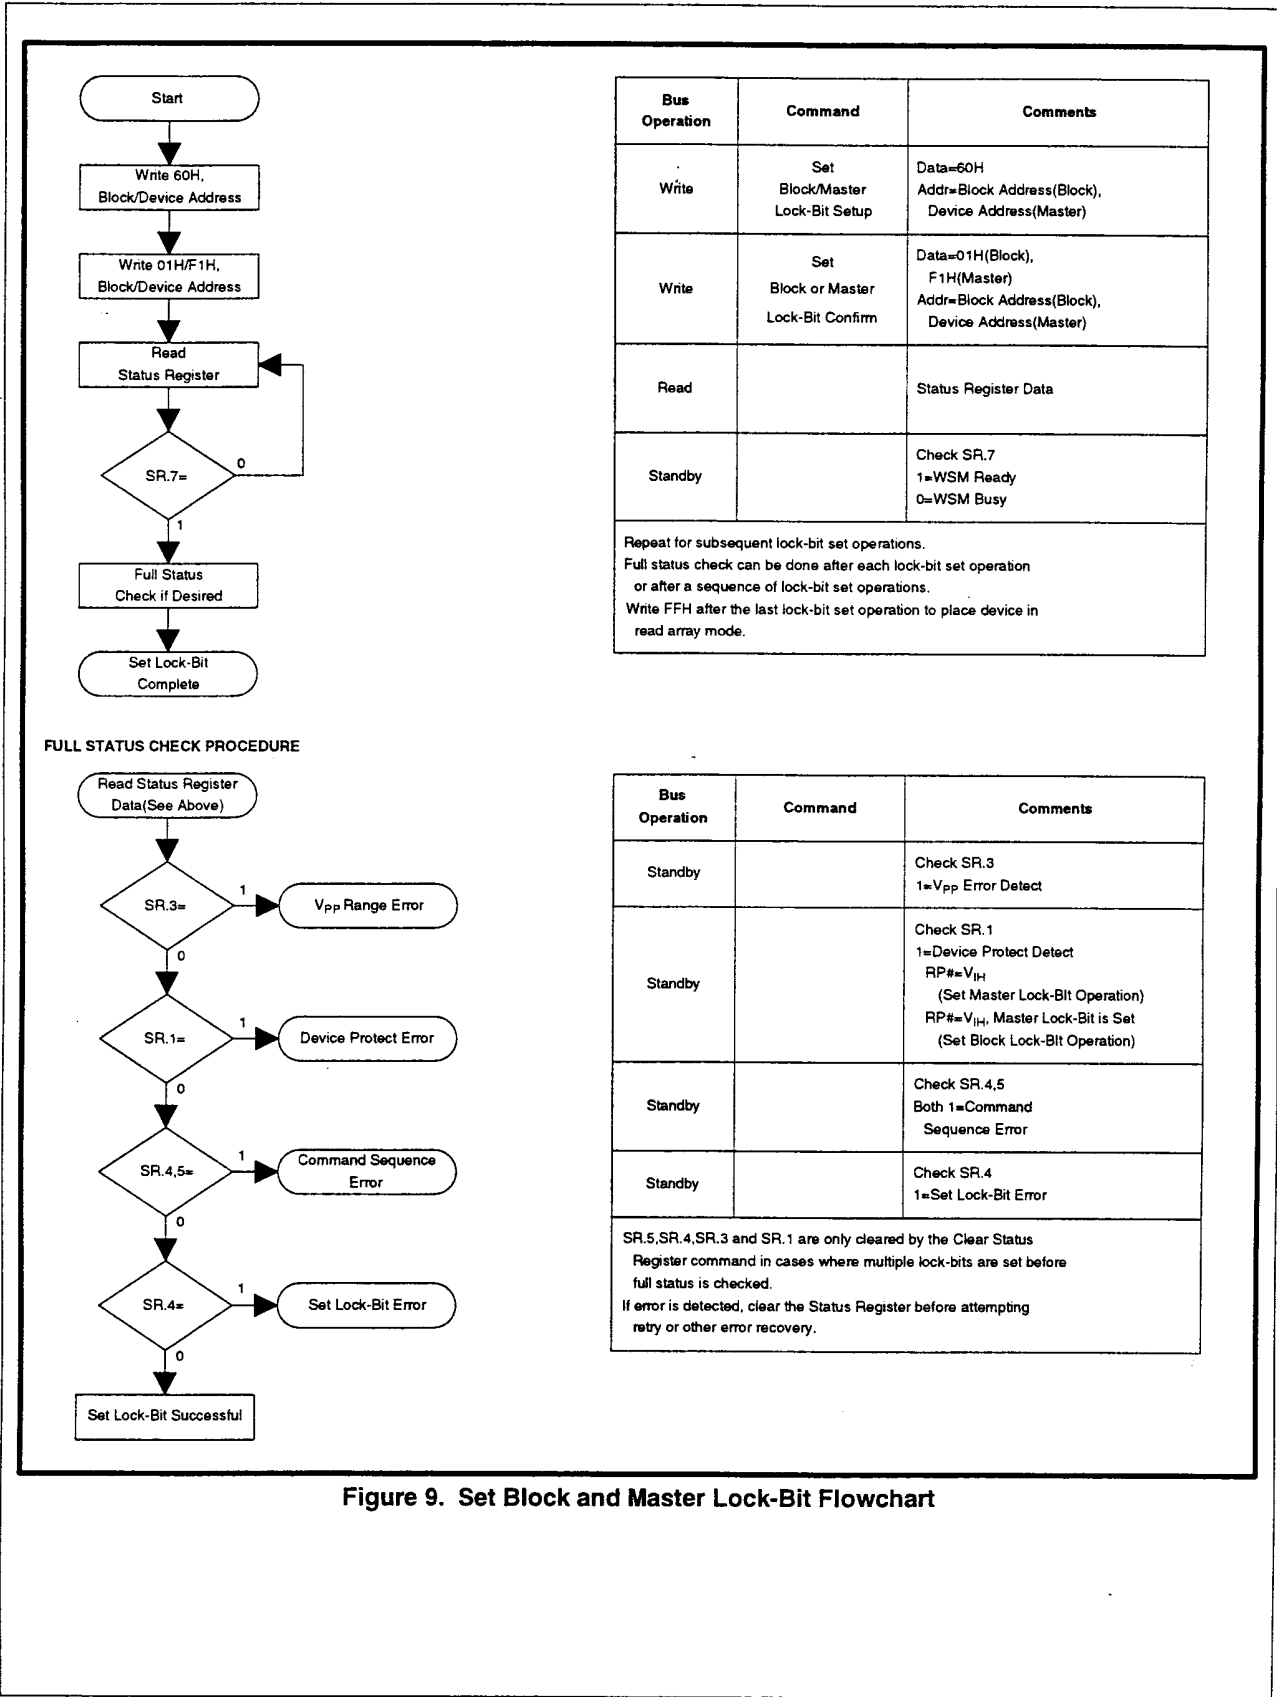 Start
Write 60H,
Block/Device Address
Write 01H/F1H,
Block/Device Address
Read
Status Register
SR.7=
0
1
Full Status
Check if Desired
Set Lock-Bit
Complete
Bus
Operation
Command
Comments
Write
Set
Block/Master
Lock-Bit Setup
Data=60H
Addr=Block Address(Block),
Device Address(Master)
Write
Set
Block or Master
Lock-Bit Confirm
Data=01H(Block),
F1H(Master)
Addr=Block Address(Block),
Device Address(Master)
Read
Status Register Data
Standby
Check SR.7
1=WSM Ready
0=WSM Busy
Repeat for subsequent lock-bit set operations.
Full status check can be done after each lock-bit set operation
or after a sequence of lock-bit set operations.
Write FFH after the last lock-bit set operation to place device in
read array mode.
FULL STATUS CHECK PROCEDURE
Read Status Register
Data(See Above)
SR.3=
1
VPP Range Error
0
SR.1=
1
Device Protect Error
0
SR.4,5=
1
Command Sequence
Error
0
SR.4=
1
Set Lock-Bit Error
0
Set Lock-Bit Successful
Bus
Operation
Command
Comments
Standby
Check SR.3
1=VPP Error Detect
Standby
Check SR.1
1=Device Protect Detect
RP#=VIH
(Set Master Lock-Bit Operation)
RP#=VIH, Master Lock-Bit is Set
(Set Block Lock-Bit Operation)
Standby
Check SR.4,5
Both 1=Command
Sequence Error
Standby
Check SR.4
1=Set Lock-Bit Error
SR.5,SR.4,SR.3 and SR.1 are only cleared by the Clear Status
Register command in cases where multiple lock-bits are set before
full status is checked.
If error is detected, clear the Status Register before attempting
retry or other error recovery.
Figure 9. Set Block and Master Lock-Bit Flowchart